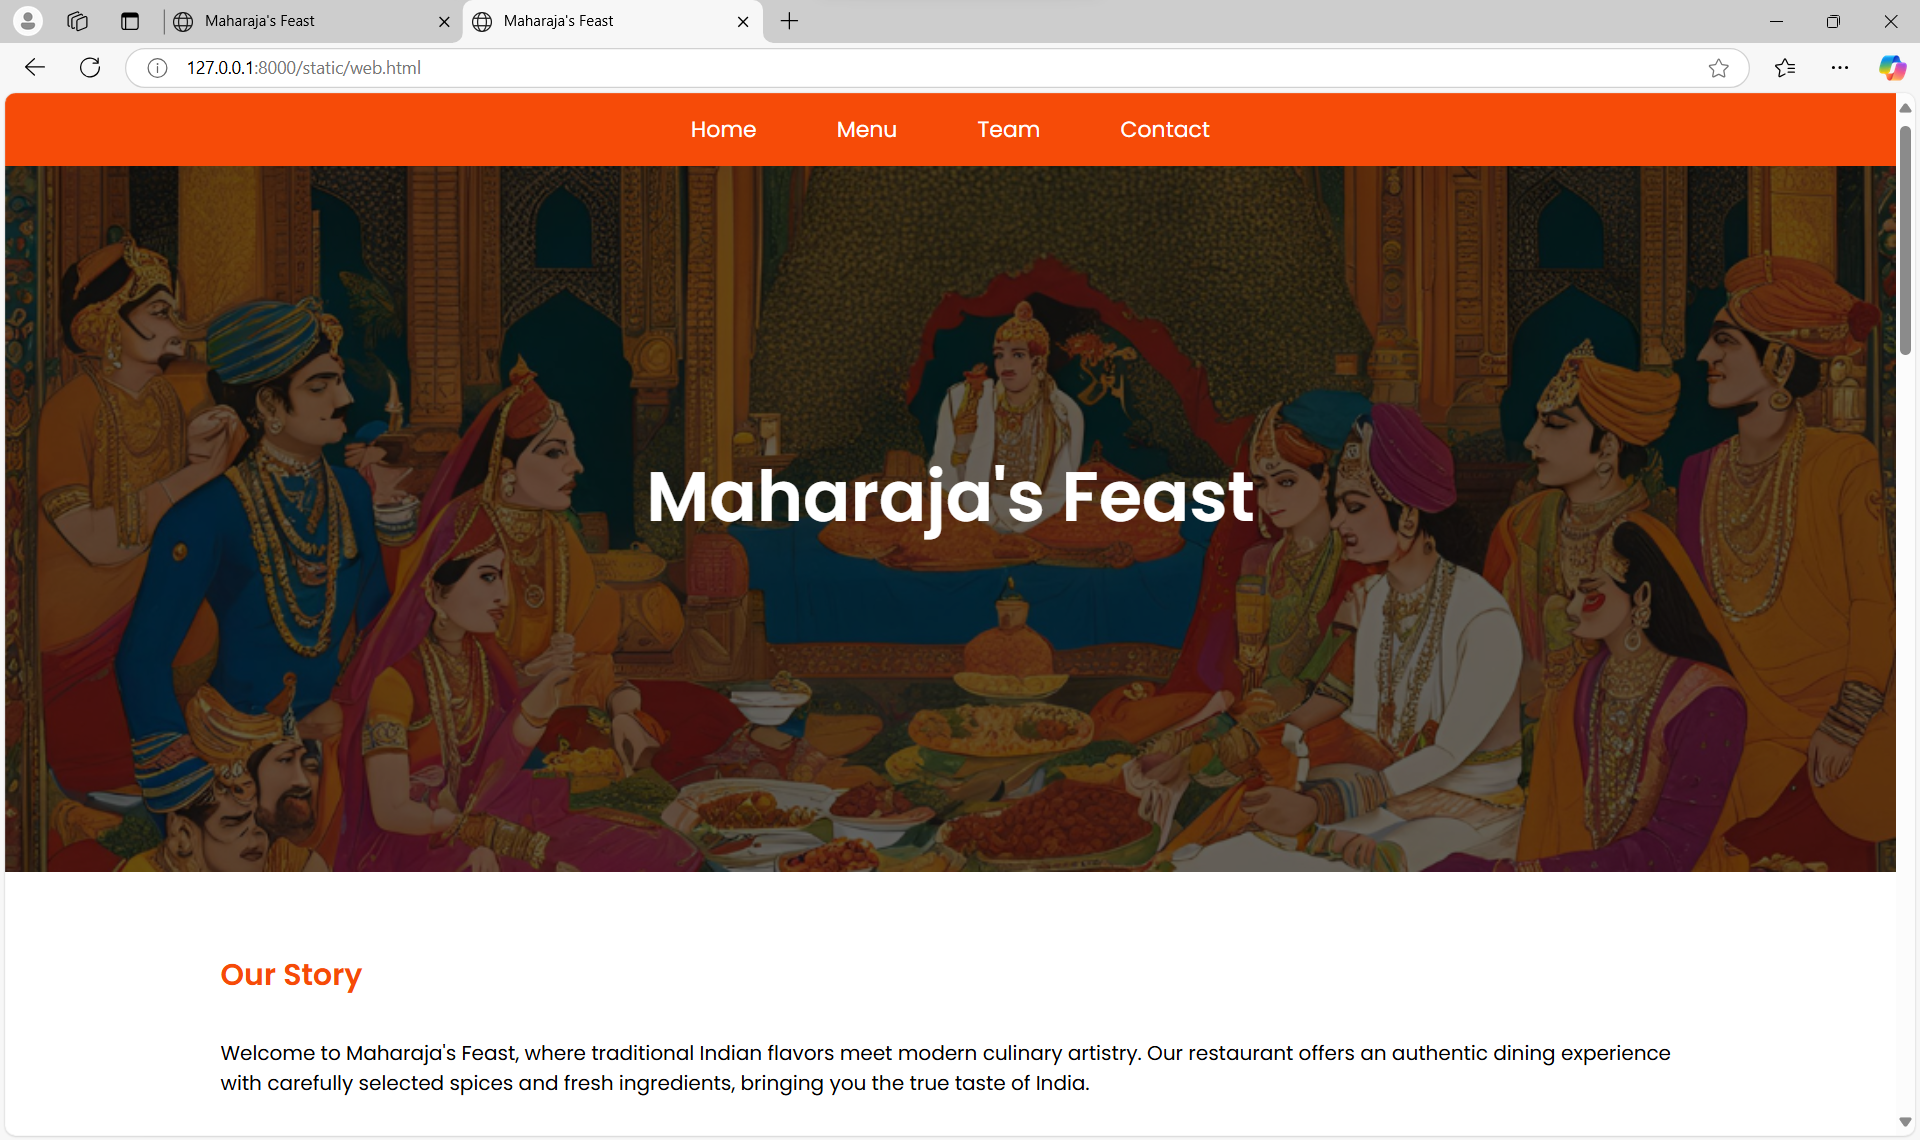 Maharaja's Feast
Maharaja's Feast
127.0.0.1:8000/static/web.html
Home Menu Team Contact
Maharaja's Feast
Our Story
Welcome to Maharaja's Feast, where traditional Indian flavors meet modern culinary artistry. Our restaurant offers an authentic dining experience
with carefully selected spices and fresh ingredients, bringing you the true taste of India.